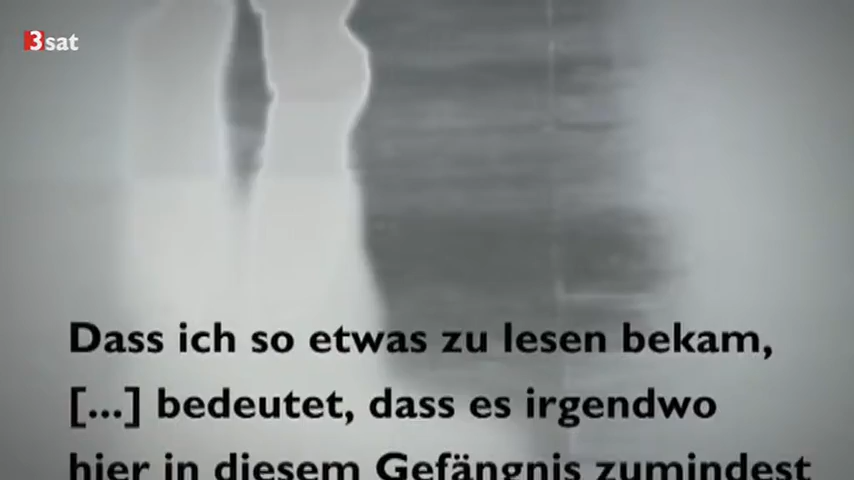 3sat
Dass ich so etwas zu lesen bekam,
[...] bedeutet, dass es irgendwo
hier in diesem Gefängnis zumindest